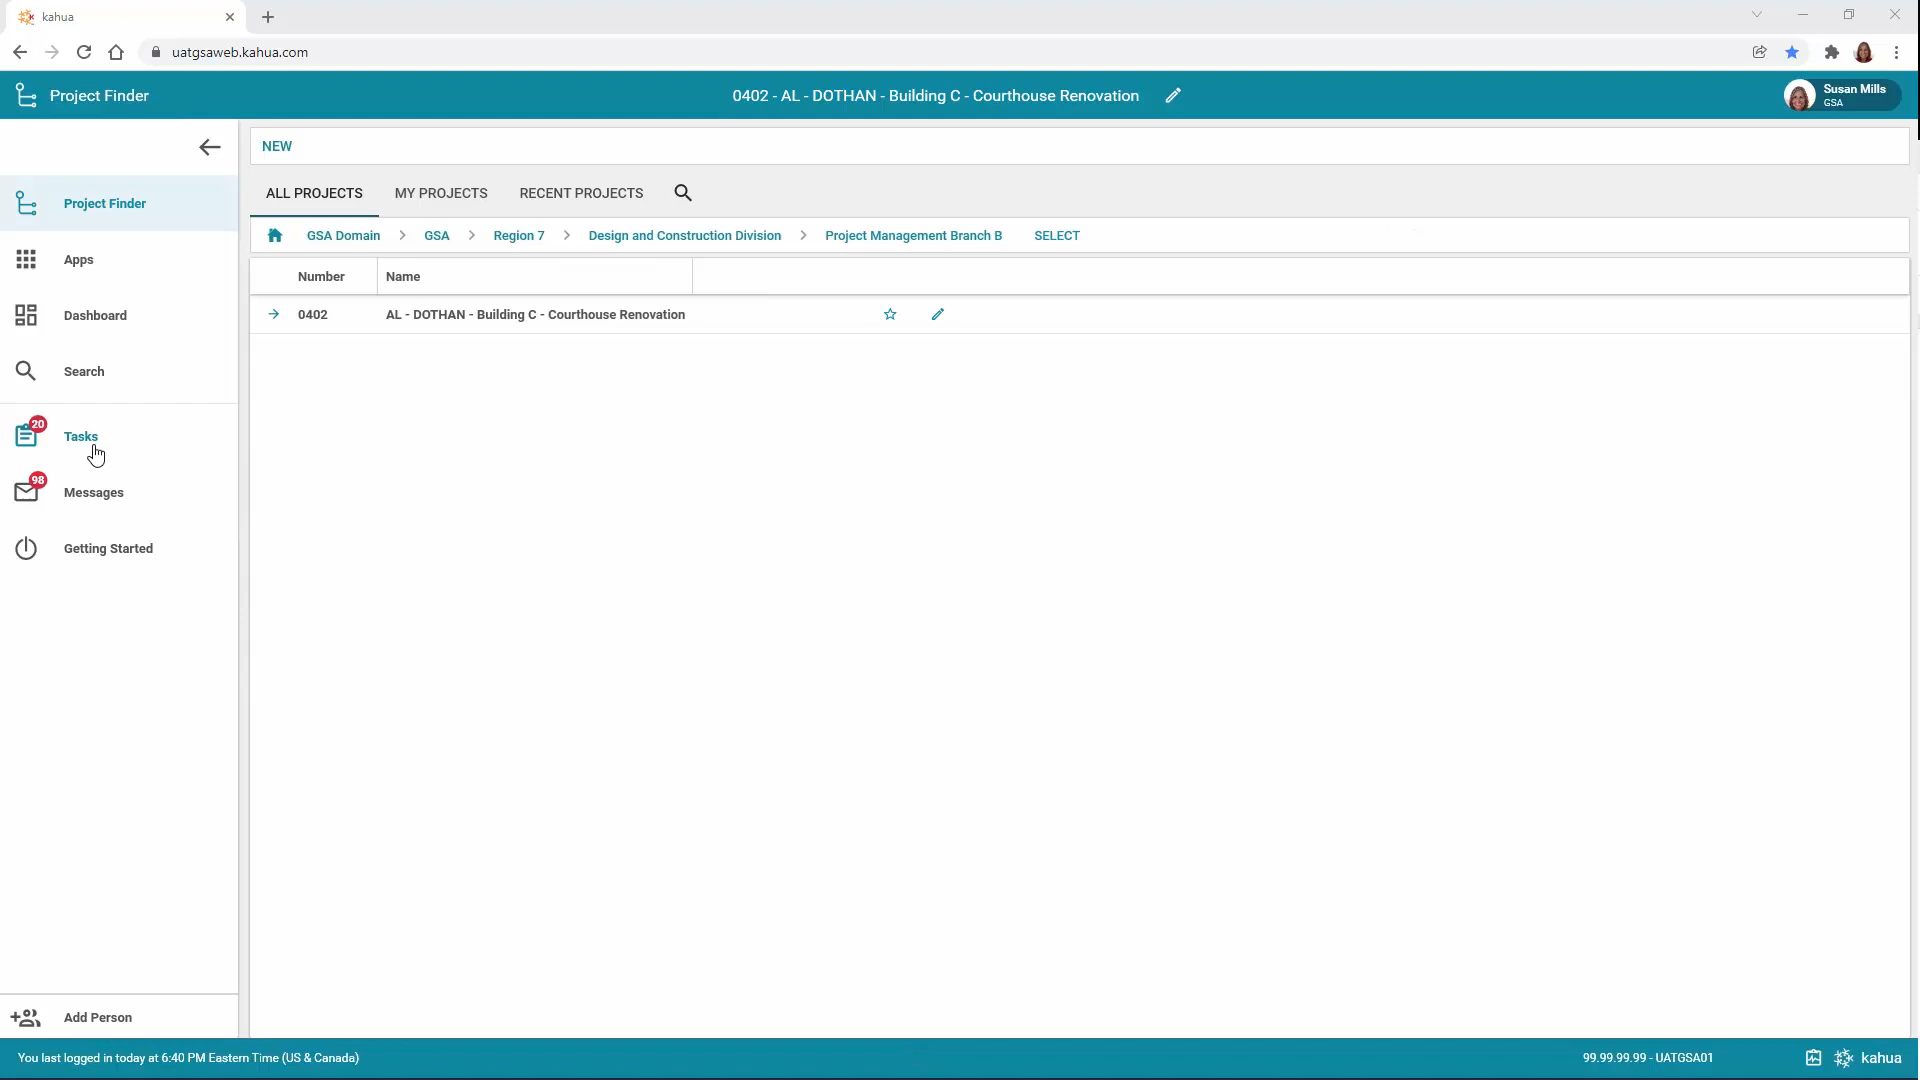 kahua
uatgsaweb.kahua.com
Project Finder
0402 - AL - DOTHAN - Building C - Courthouse Renovation
Susan Mills
GSA
NEW
Project Finder
ALL PROJECTS MY PROJECTS RECENT PROJECTS
GSA Domain GSA Region 7 Design and Construction Division Project Management Branch B SELECT
Apps
Number Name
0402 AL - DOTHAN - Building C - Courthouse Renovation
Dashboard
Search
20
Tasks
98
Messages
Getting Started
Add Person
You last logged in today at 6:40 PM Eastern Time (US & Canada)
99.99.99.99 - UATGSA01
kahua